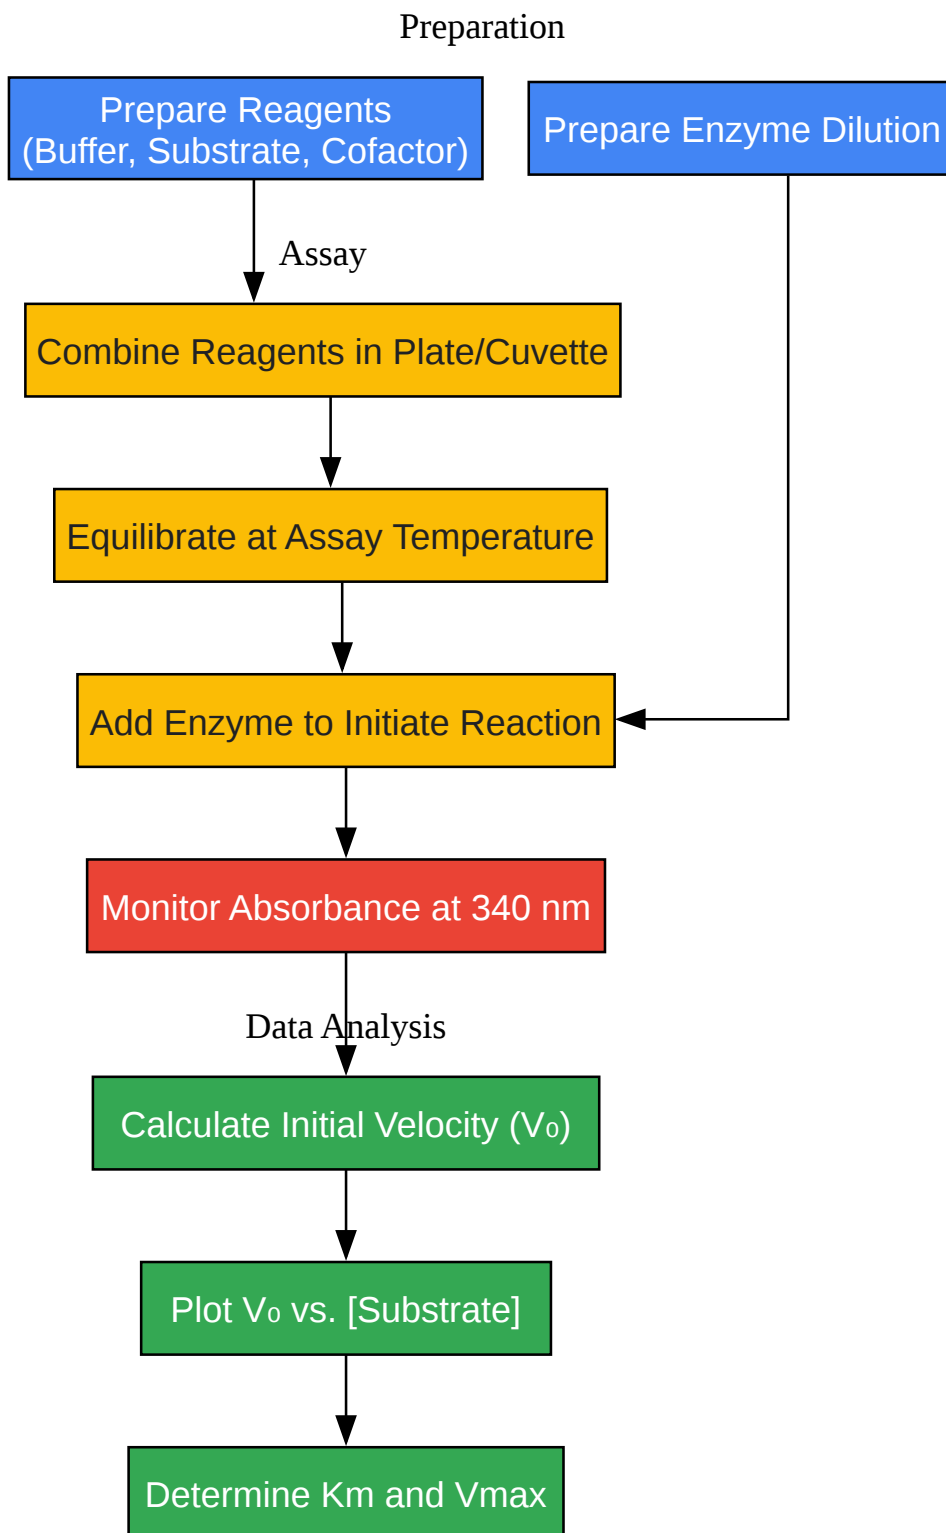 Preparation
Prepare Reagents
(Buffer, Substrate, Cofactor)
Prepare Enzyme Dilution
Assay
Combine Reagents in Plate/Cuvette
Equilibrate at Assay Temperature
Add Enzyme to Initiate Reaction
Monitor Absorbance at 340 nm
Data Analysis
Calculate Initial Velocity (V₀)
Plot V₀ vs. [Substrate]
Determine Km and Vmax